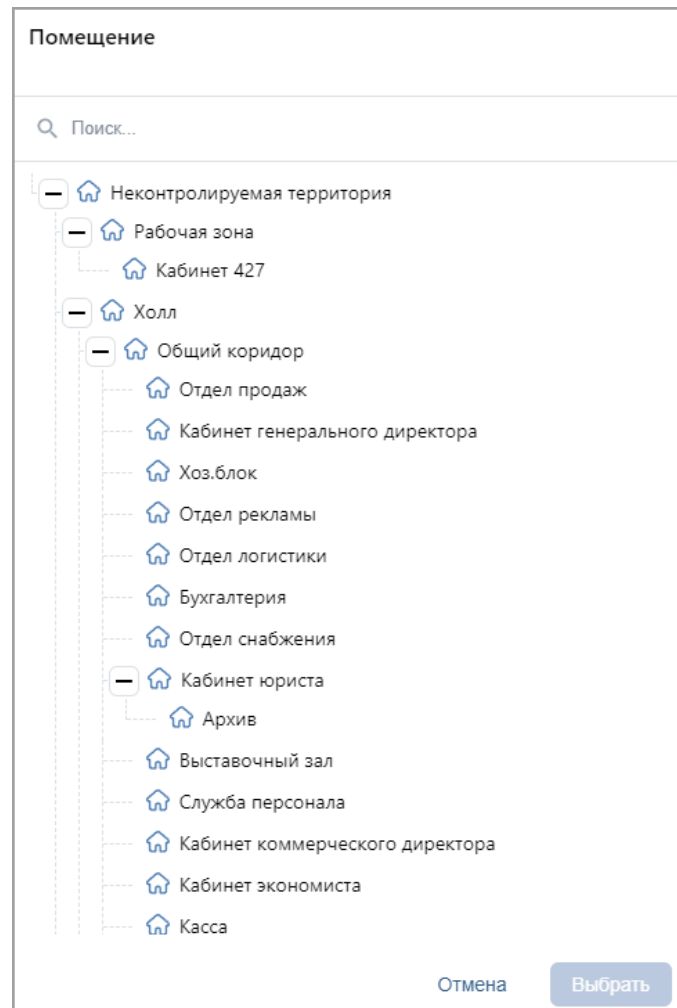 Помещение
Поиск...
Неконтролируемая территория
Рабочая зона
Кабинет 427
Холл
Общий коридор
Отдел продаж
Кабинет генерального директора
Хоз.блок
Отдел рекламы
Отдел логистики
Бухгалтерия
Отдел снабжения
Кабинет юриста
Архив
Выставочный зал
Служба персонала
Кабинет коммерческого директора
Кабинет экономиста
Касса
Отмена Выбрать